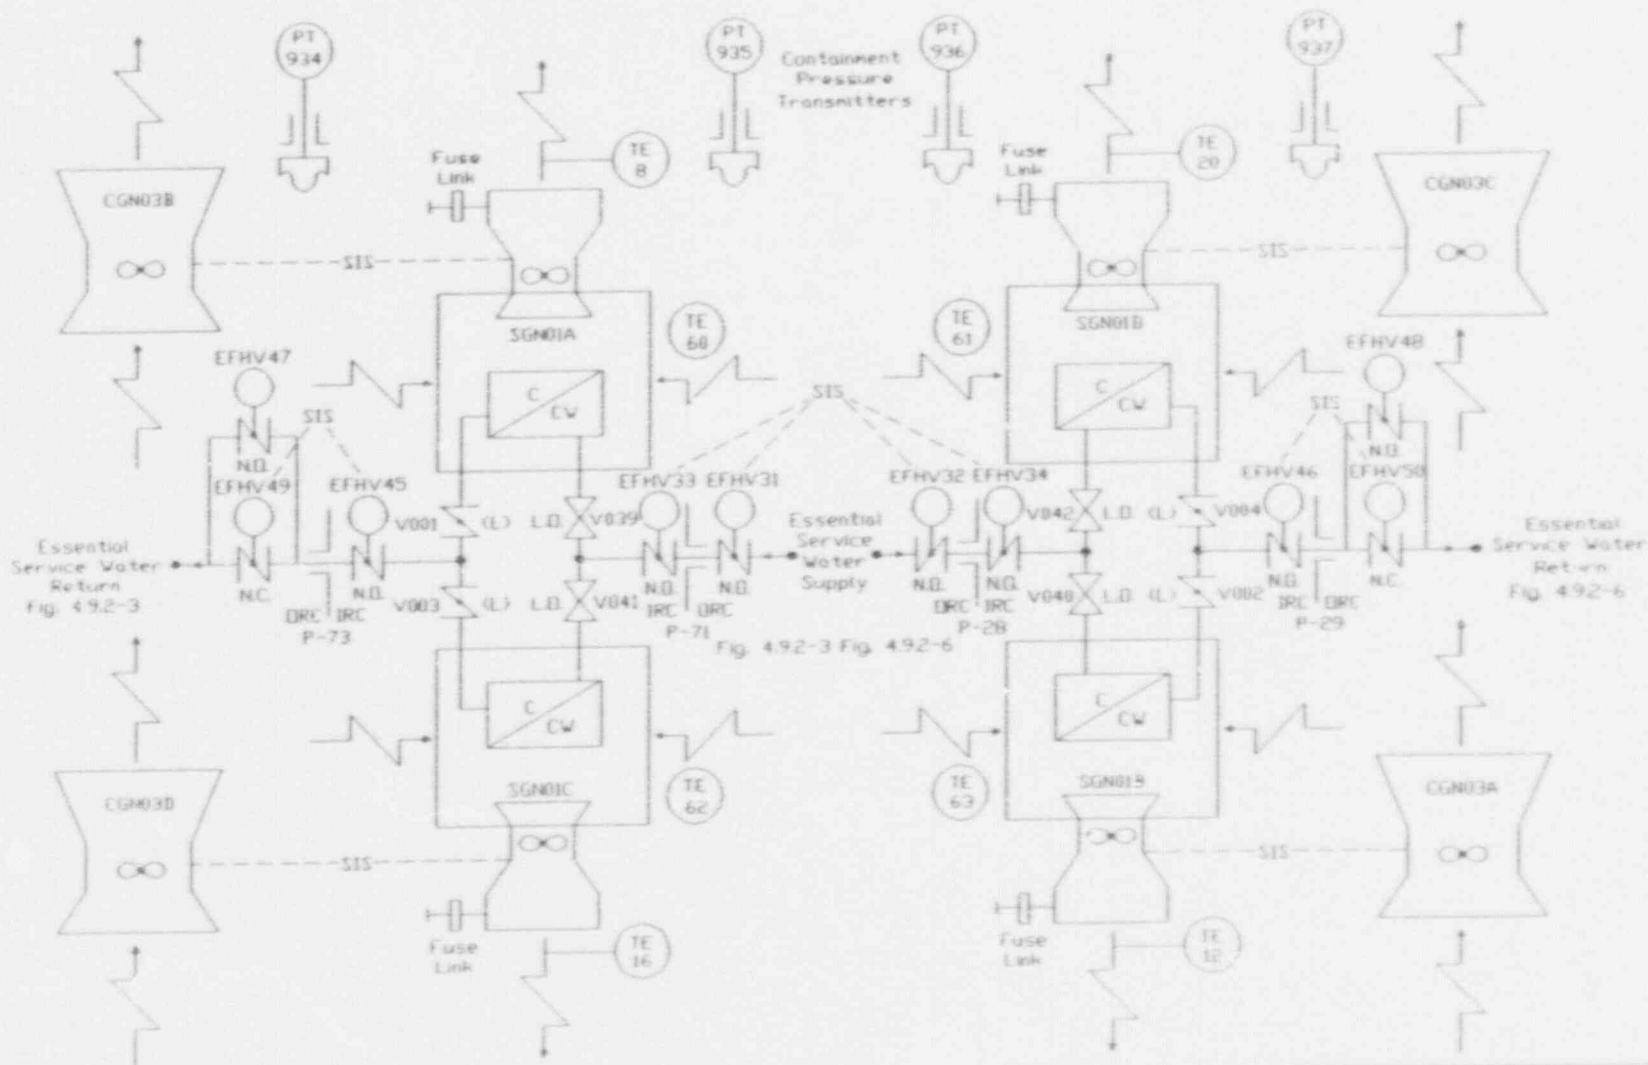 PT
934
PT
935
Containment
Pressure
Transmitters
PT
936
PT
937
Fuse
Link
TE
8
Fuse
Link
TE
20
CGN03B
CGN03C
SIS
SIS
SGN01A
TE
60
TE
61
SGN01B
EFHV47
EFHV48
C
CW
SIS
C
CW
SIS
SIS
N.O.
EFHV49
EFHV45
EFHV33
EFHV31
EFHV32
EFHV34
EFHV46
N.O.
EFHV50
V001
(L)
L.O.
V039
V042
L.O.
(L)
V004
Essential
Service Water
Return
Fig. 4.9.2-3
Essential
Service
Water
Supply
Essential
Service Water
Return
Fig. 4.9.2-6
N.C.
N.O.
N.O.
N.O.
N.O.
N.O.
N.O.
N.C.
V003
(L)
L.O.
V041
V040
L.O.
(L)
V002
ORC
IRC
P-73
IRC
ORC
P-71
ORC
IRC
P-28
IRC
ORC
P-29
Fig. 4.9.2-3
Fig. 4.9.2-6
C
CW
C
CW
CGN03D
SGN01C
TE
62
TE
63
CGN03A
SIS
SIS
Fuse
Link
TE
16
Fuse
Link
TE
12